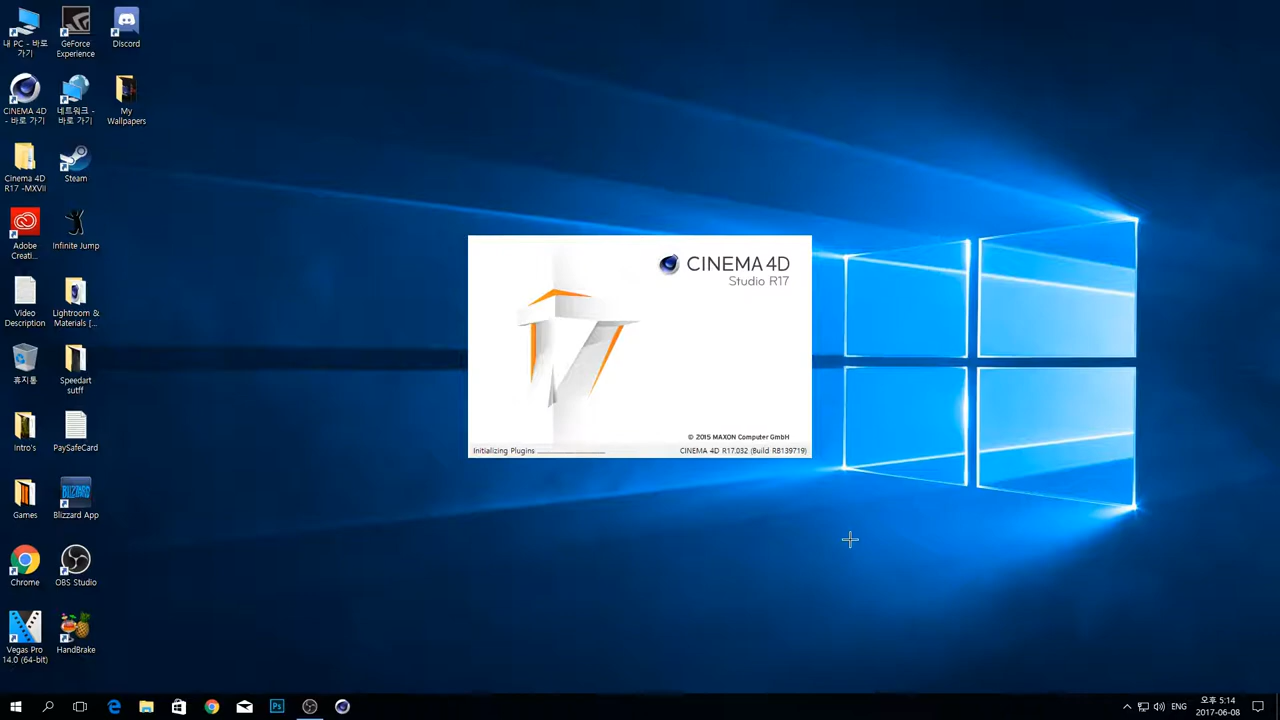 내 PC - 바로
가기
GeForce
Experience
Discord
CINEMA 4D
- 바로 가기
네트워크 -
바로 가기
My
Wallpapers
Cinema 4D
R17 -MXVII
Steam
Adobe
Creati...
Infinite Jump
Video
Description
Lightroom &
Materials [...
휴지통
Speedart
sutff
Intro's
PaySafeCard
Games
Blizzard App
Chrome
OBS Studio
Vegas Pro
14.0 (64-bit)
HandBrake
CINEMA 4D
Studio R17
17
© 2015 MAXON Computer GmbH
Initializing Plugins
CINEMA 4D R17.032 (Build RB139719)
Ps
ENG
오후 5:14
2017-06-08